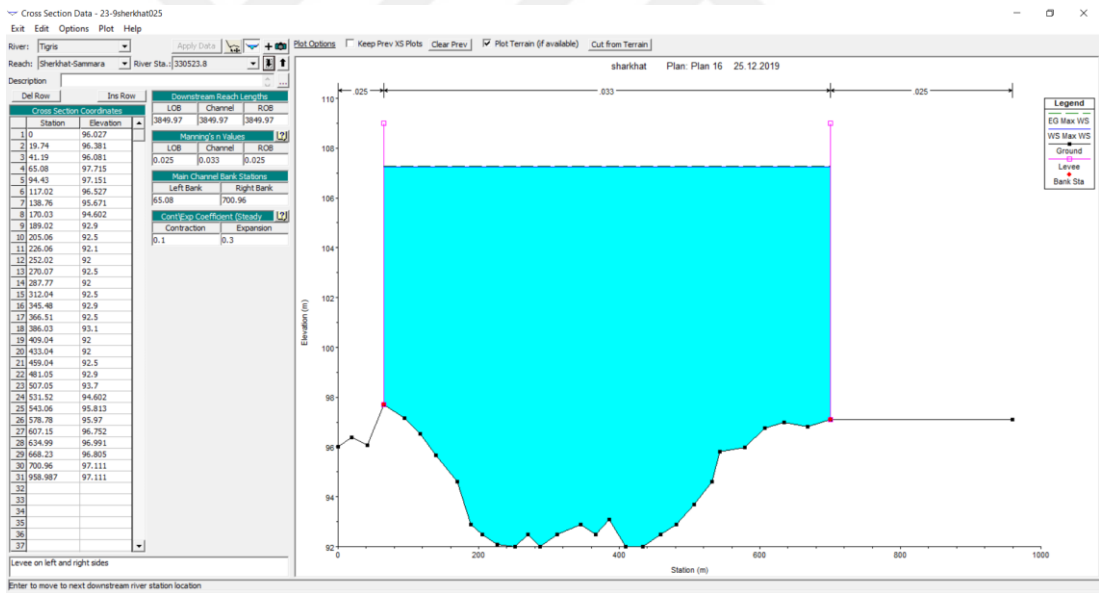 Cross Section Data - 23-9sherkhat025
Exit Edit Options Plot Help
River: Tigris Apply Data Plot Options Keep Prev XS Plots Clear Prev Plot Terrain (if available) Cut from Terrain
Reach: Sherkhat-Sammara River Sta.: 330523.8
Description ...
Del Row Ins Row
Cross Section Coordinates
Station Elevation
1 0 96.027
2 19.74 96.381
3 41.19 96.081
4 65.08 97.715
5 94.43 97.151
6 117.02 96.527
7 138.76 95.671
8 170.03 94.602
9 189.02 92.9
10 205.06 92.5
11 226.06 92.1
12 252.02 92
13 270.07 92.5
14 287.77 92
15 312.04 92.5
16 345.48 92.9
17 366.51 92.5
18 386.03 93.1
19 409.04 92
20 433.04 92
21 459.04 92.5
22 481.05 92.9
23 507.05 93.7
24 531.52 94.602
25 543.06 95.813
26 578.78 95.97
27 607.15 96.752
28 634.99 96.991
29 668.23 96.805
30 700.96 97.111
31 958.987 97.111
32
33
34
35
36
37
Downstream Reach Lengths
LOB Channel ROB
3849.97 3849.97 3849.97
Manning's n Values ?
LOB Channel ROB
0.025 0.033 0.025
Main Channel Bank Stations
Left Bank Right Bank
65.08 700.96
Cont\Exp Coefficient (Steady ?
Contraction Expansion
0.1 0.3
Levee on left and right sides
Enter to move to next downstream river station location
sharkhat Plan: Plan 16 25.12.2019
.025 .033 .025
110
108
106
104
102
100
98
96
94
92
Elevation (m)
0 200 400 600 800 1000
Station (m)
Legend
EG Max WS
WS Max WS
Ground
Levee
Bank Sta